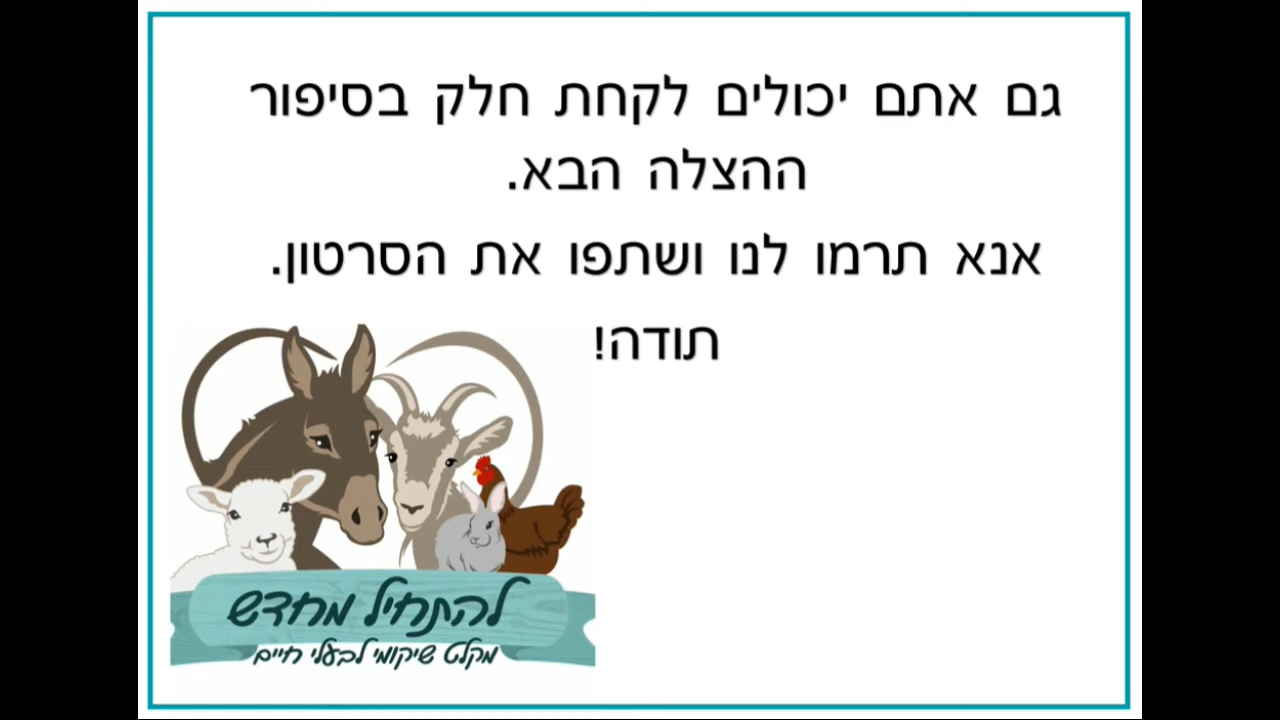 גם אתם יכולים לקחת חלק בסיפור
ההצלה הבא.
אנא תרמו לנו ושתפו את הסרטון.
תודה!
להתחיל מחדש
מקלט שיקומי לבעלי חיים